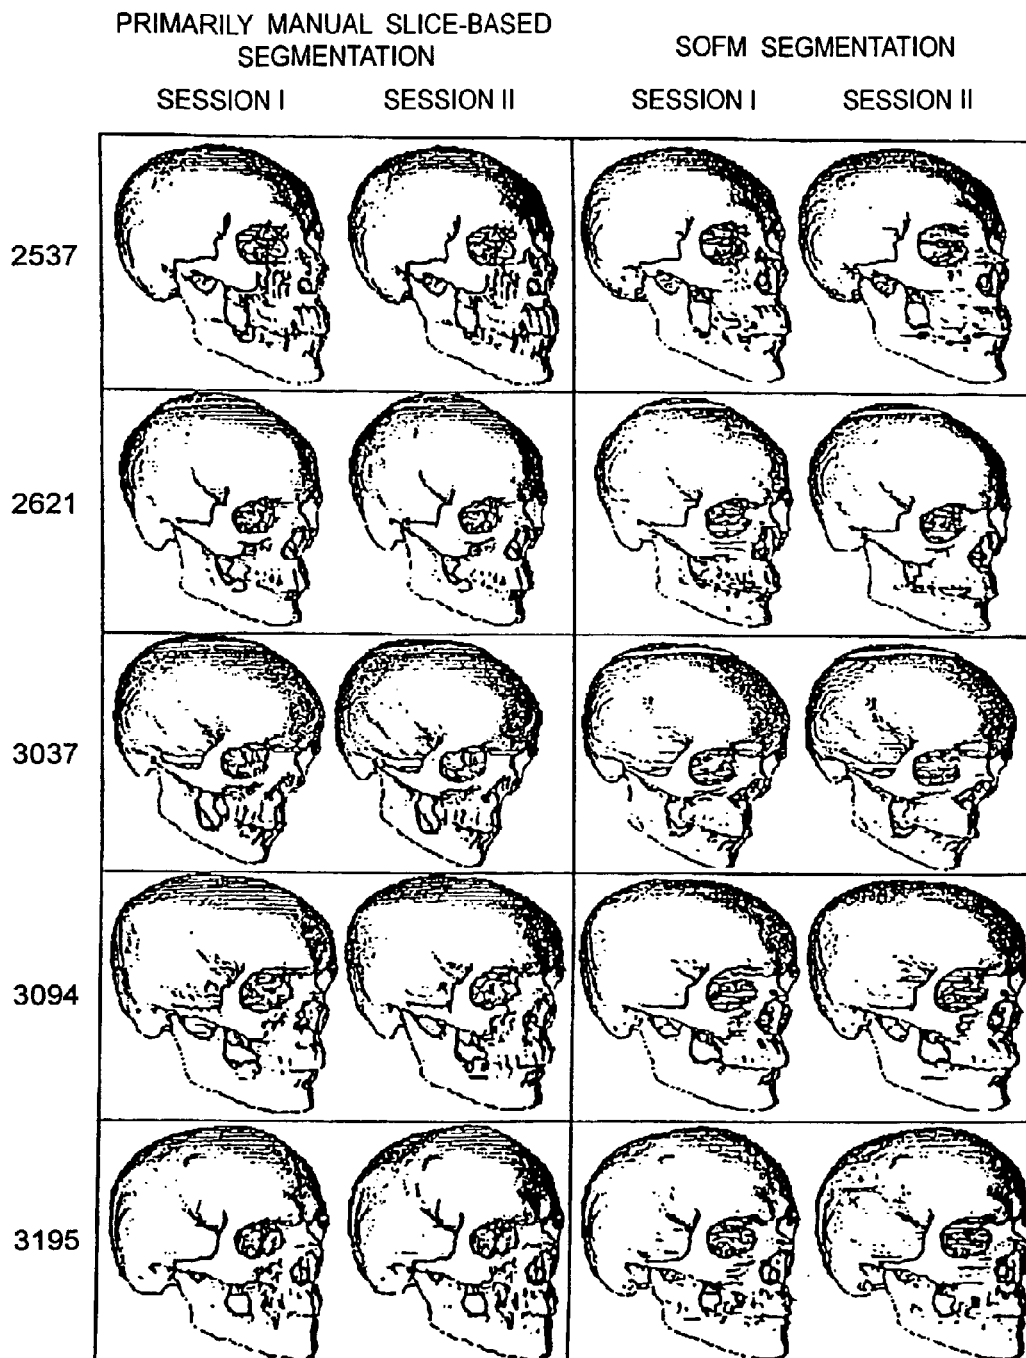 PRIMARILY MANUAL SLICE-BASED
SEGMENTATION
SOFM SEGMENTATION
SESSION I
SESSION II
SESSION I
SESSION II
2537
2621
3037
3094
3195